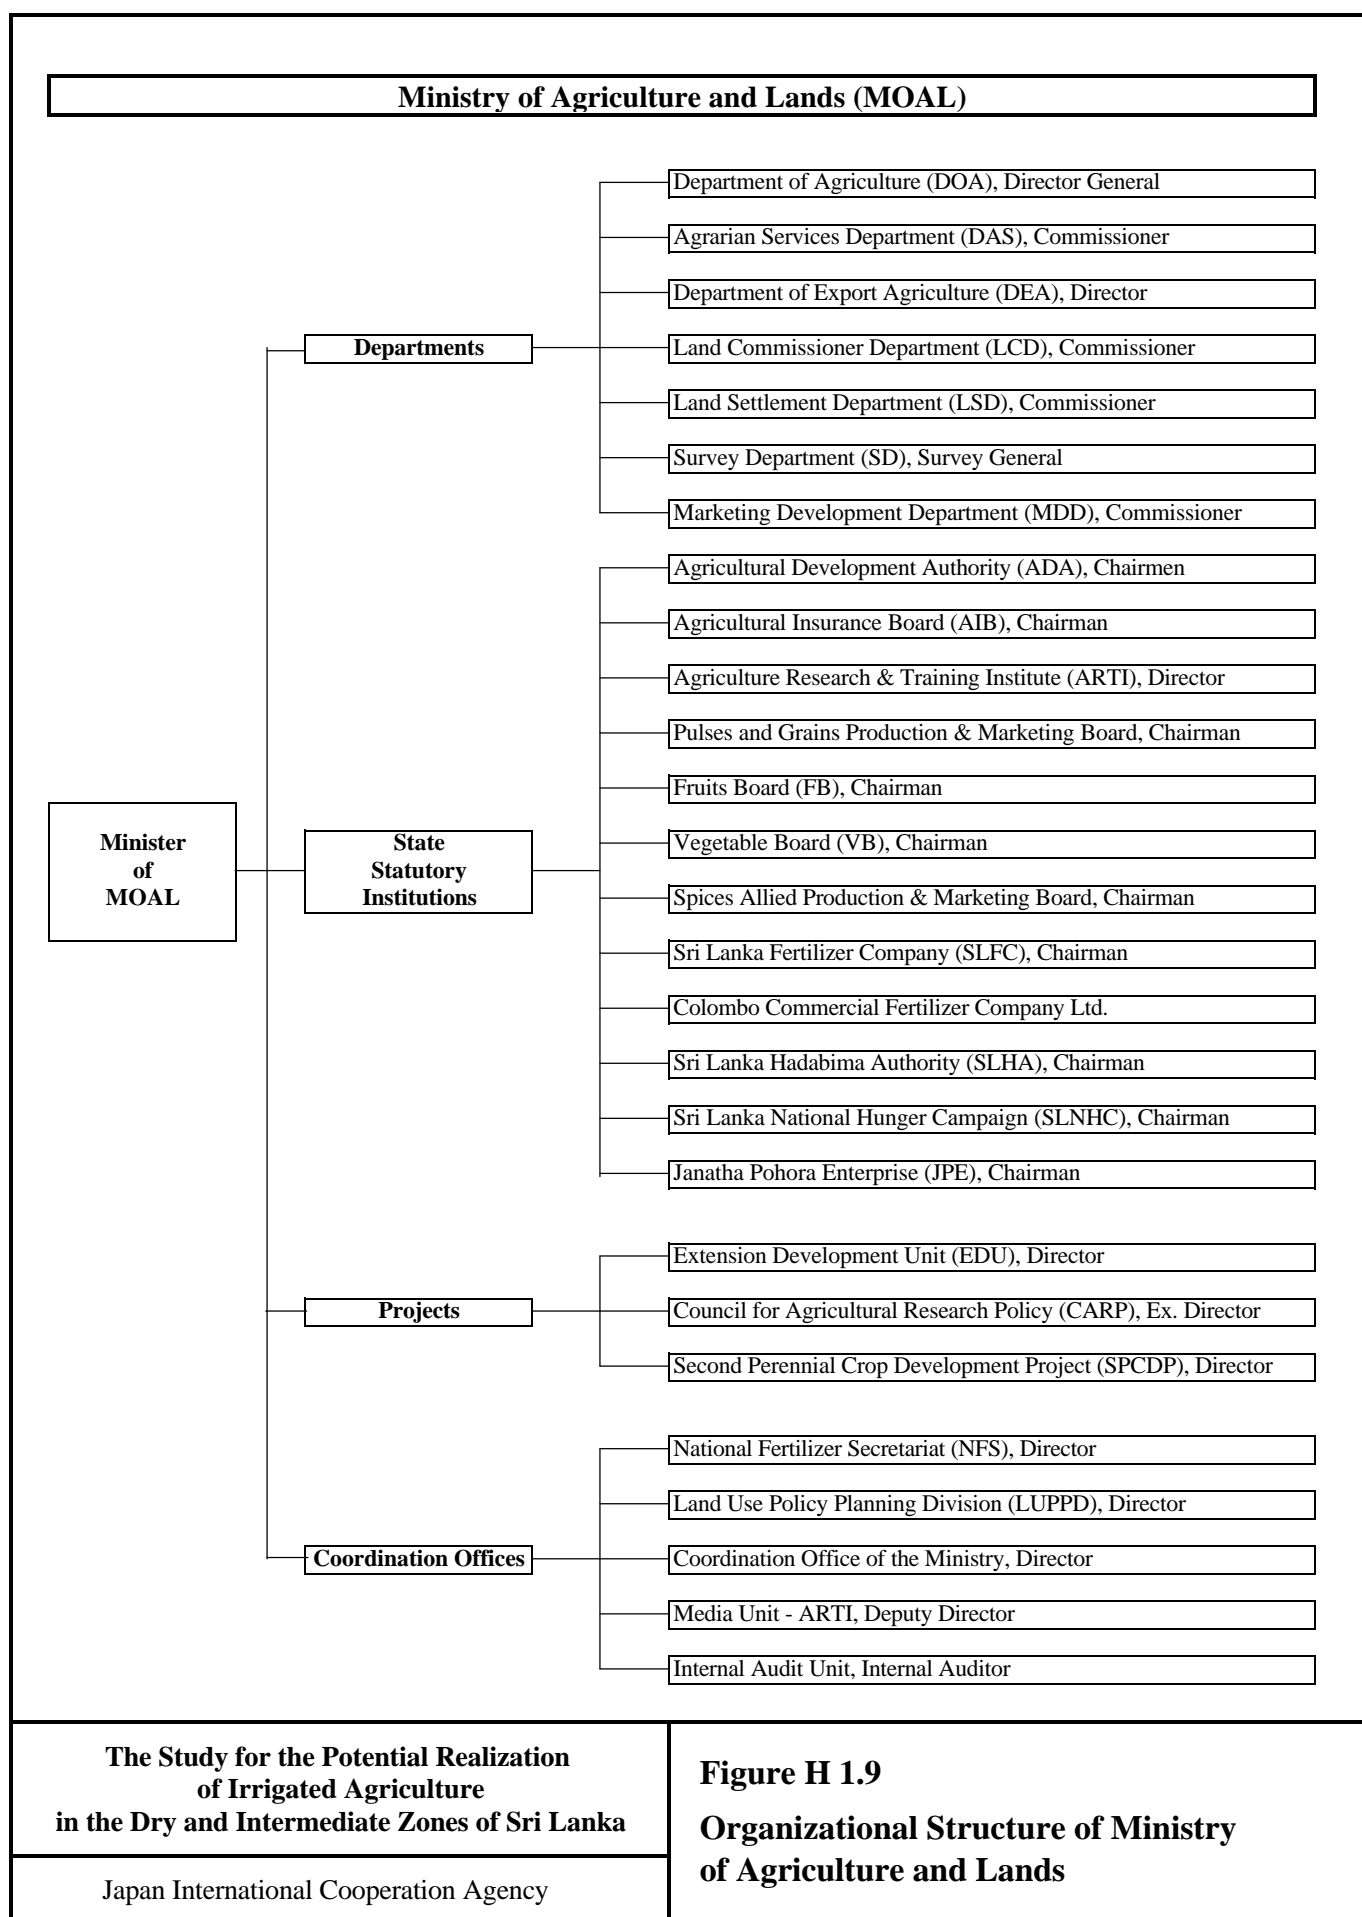 Ministry of Agriculture and Lands (MOAL)
Department of Agriculture (DOA), Director General
Agrarian Services Department (DAS), Commissioner
Department of Export Agriculture (DEA), Director
Departments
Land Commissioner Department (LCD), Commissioner
Land Settlement Department (LSD), Commissioner
Survey Department (SD), Survey General
Marketing Development Department (MDD), Commissioner
Agricultural Development Authority (ADA), Chairmen
Agricultural Insurance Board (AIB), Chairman
Agriculture Research & Training Institute (ARTI), Director
Pulses and Grains Production & Marketing Board, Chairman
Fruits Board (FB), Chairman
Minister
of
MOAL
State
Statutory
Institutions
Vegetable Board (VB), Chairman
Spices Allied Production & Marketing Board, Chairman
Sri Lanka Fertilizer Company (SLFC), Chairman
Colombo Commercial Fertilizer Company Ltd.
Sri Lanka Hadabima Authority (SLHA), Chairman
Sri Lanka National Hunger Campaign (SLNHC), Chairman
Janatha Pohora Enterprise (JPE), Chairman
Extension Development Unit (EDU), Director
Projects
Council for Agricultural Research Policy (CARP), Ex. Director
Second Perennial Crop Development Project (SPCDP), Director
National Fertilizer Secretariat (NFS), Director
Land Use Policy Planning Division (LUPPD), Director
Coordination Offices
Coordination Office of the Ministry, Director
Media Unit - ARTI, Deputy Director
Internal Audit Unit, Internal Auditor
The Study for the Potential Realization
of Irrigated Agriculture
in the Dry and Intermediate Zones of Sri Lanka
Japan International Cooperation Agency
Figure H 1.9
Organizational Structure of Ministry
of Agriculture and Lands